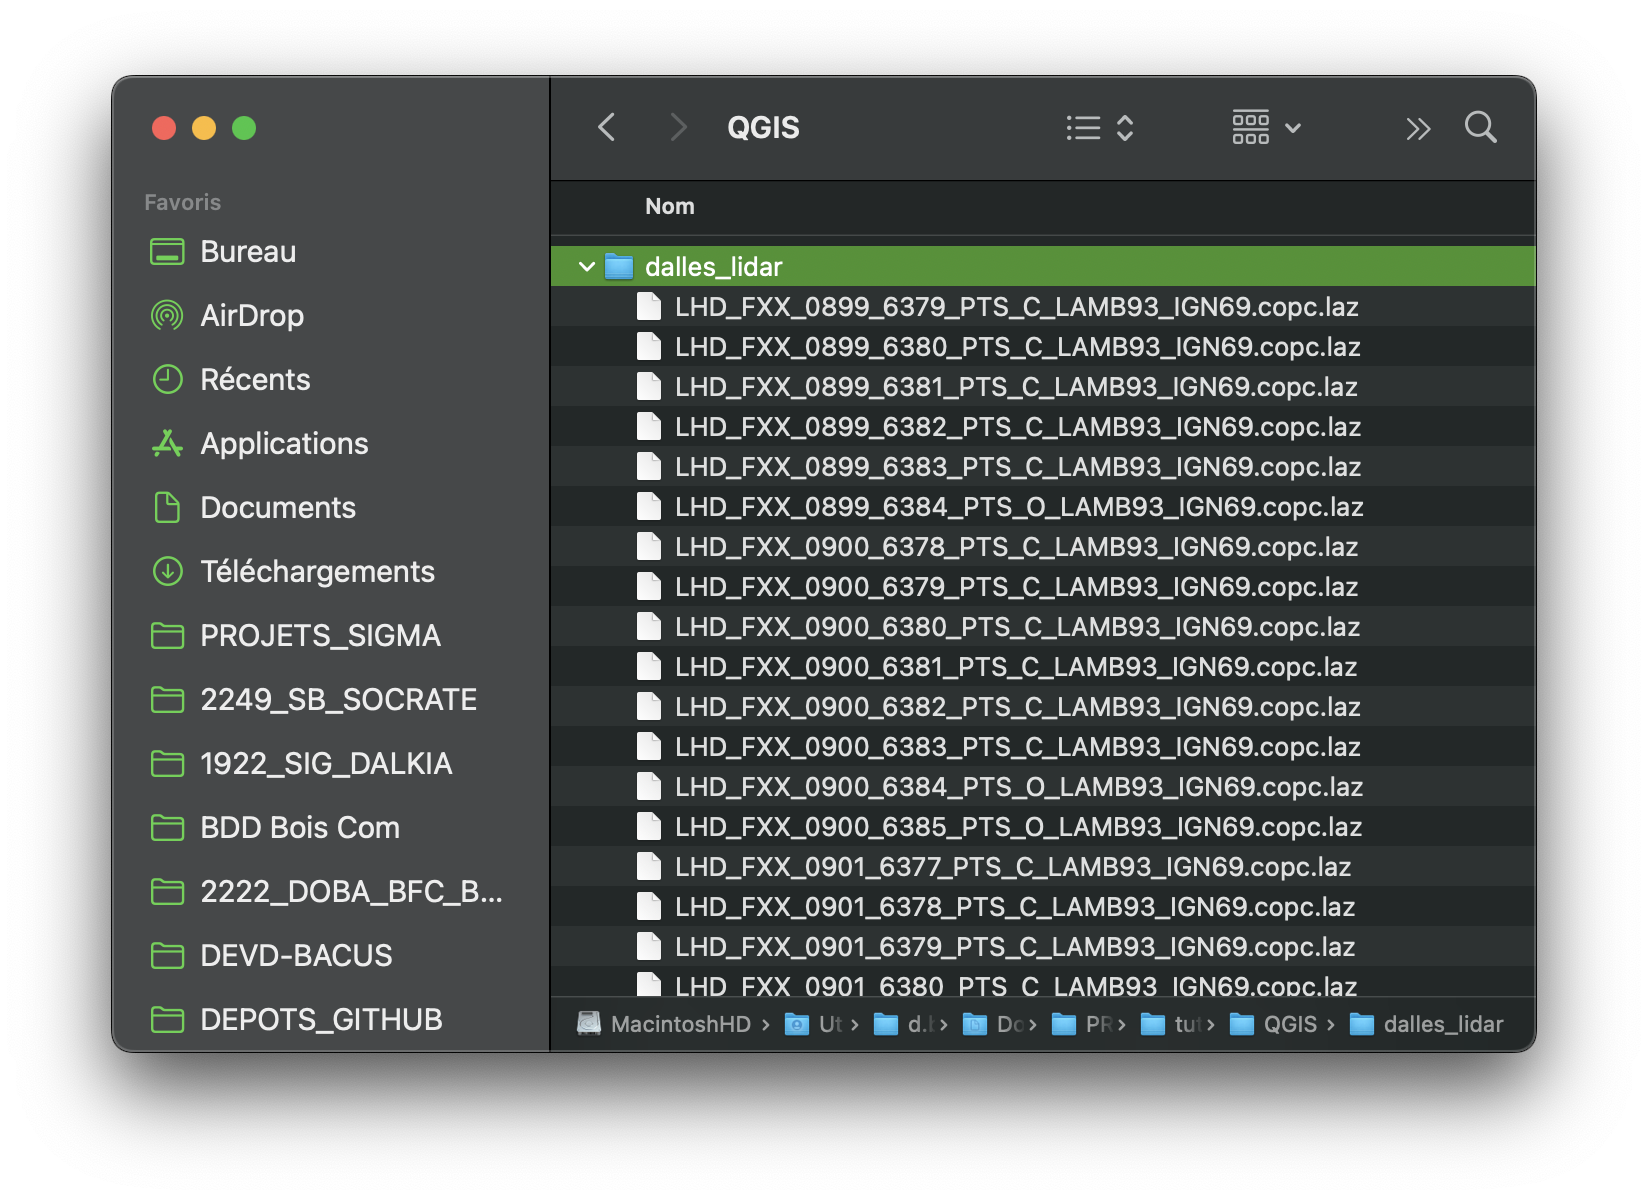 QGIS
Favoris
Bureau
AirDrop
Récents
Applications
Documents
Téléchargements
PROJETS_SIGMA
2249_SB_SOCRATE
1922_SIG_DALKIA
BDD Bois Com
2222_DOBA_BFC_B...
DEVD-BACUS
DEPOTS_GITHUB
Nom
dalles_lidar
LHD_FXX_0899_6379_PTS_C_LAMB93_IGN69.copc.laz
LHD_FXX_0899_6380_PTS_C_LAMB93_IGN69.copc.laz
LHD_FXX_0899_6381_PTS_C_LAMB93_IGN69.copc.laz
LHD_FXX_0899_6382_PTS_C_LAMB93_IGN69.copc.laz
LHD_FXX_0899_6383_PTS_C_LAMB93_IGN69.copc.laz
LHD_FXX_0899_6384_PTS_O_LAMB93_IGN69.copc.laz
LHD_FXX_0900_6378_PTS_C_LAMB93_IGN69.copc.laz
LHD_FXX_0900_6379_PTS_C_LAMB93_IGN69.copc.laz
LHD_FXX_0900_6380_PTS_C_LAMB93_IGN69.copc.laz
LHD_FXX_0900_6381_PTS_C_LAMB93_IGN69.copc.laz
LHD_FXX_0900_6382_PTS_C_LAMB93_IGN69.copc.laz
LHD_FXX_0900_6383_PTS_C_LAMB93_IGN69.copc.laz
LHD_FXX_0900_6384_PTS_O_LAMB93_IGN69.copc.laz
LHD_FXX_0900_6385_PTS_O_LAMB93_IGN69.copc.laz
LHD_FXX_0901_6377_PTS_C_LAMB93_IGN69.copc.laz
LHD_FXX_0901_6378_PTS_C_LAMB93_IGN69.copc.laz
LHD_FXX_0901_6379_PTS_C_LAMB93_IGN69.copc.laz
LHD_FXX_0901_6380_PTS_C_LAMB93_IGN69.copc.laz
MacintoshHD › Ut › d. › Do › PR › tut › QGIS › dalles_lidar